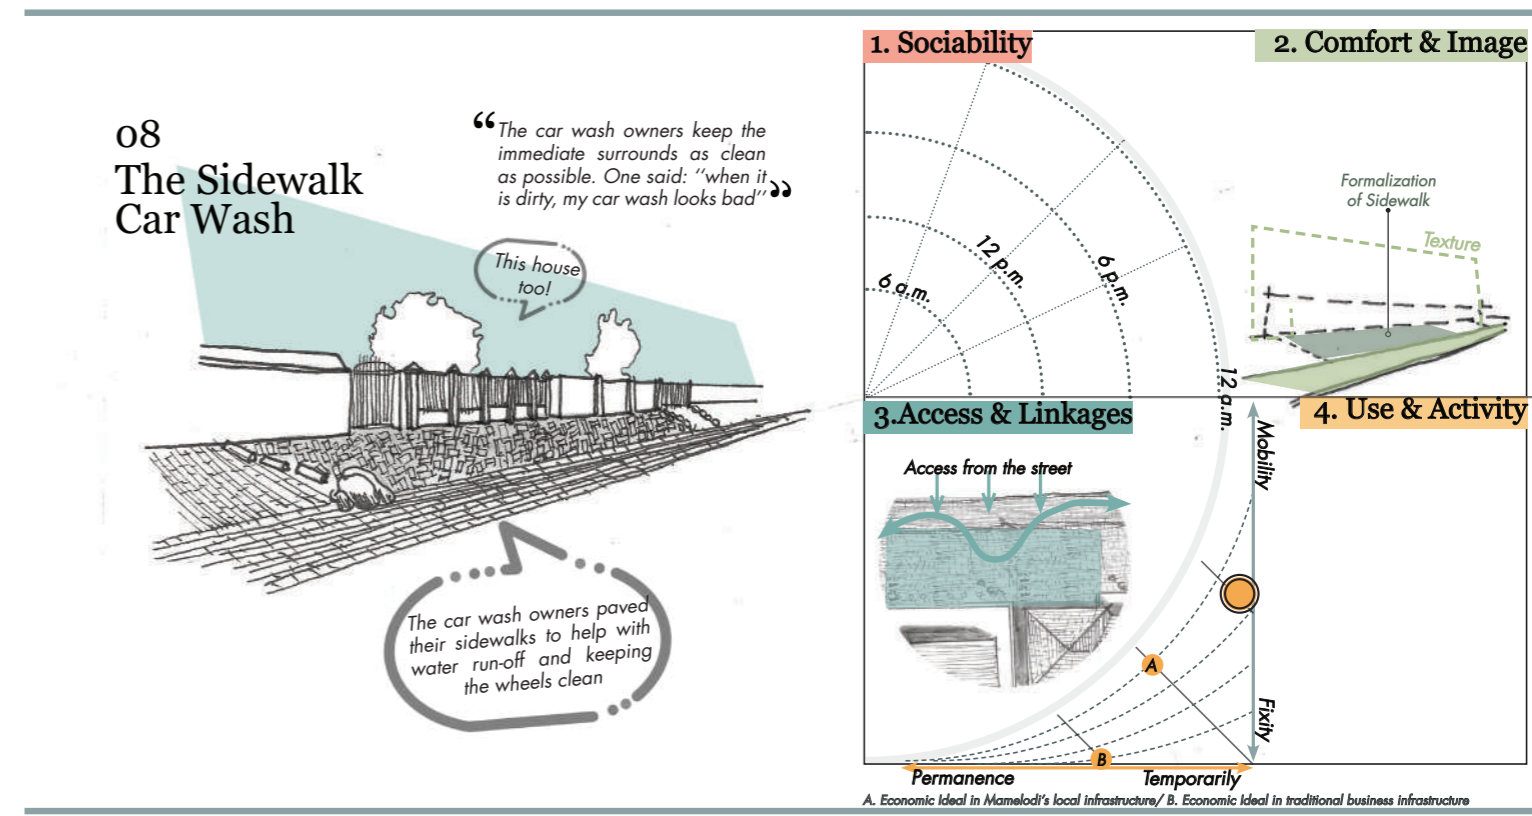 08
The Sidewalk
Car Wash
“The car wash owners keep the
immediate surrounds as clean
as possible. One said: ‘‘when it
is dirty, my car wash looks bad’’”
This house
too!
The car wash owners paved
their sidewalks to help with
water run-off and keeping
the wheels clean
1. Sociability
6 a.m.
12 p.m.
6 p.m.
12 a.m.
2. Comfort & Image
Formalization
of Sidewalk
Texture
3.Access & Linkages
Access from the street
4. Use & Activity
Mobility
Fixity
A
B
Permanence
Temporarily
A. Economic Ideal in Mamelodi's local infrastructure/ B. Economic Ideal in traditional business infrastructure